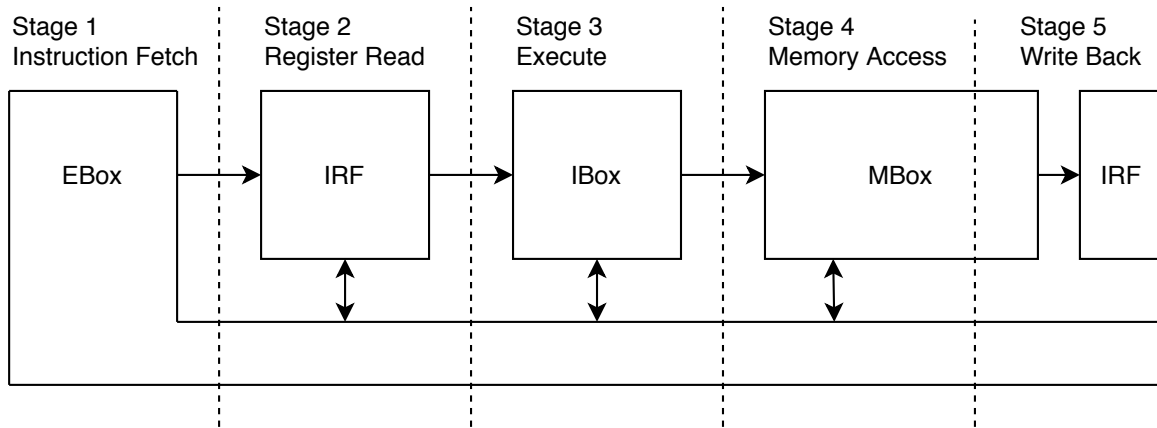 Stage 1
Instruction Fetch
Stage 2
Register Read
Stage 3
Execute
Stage 4
Memory Access
Stage 5
Write Back
EBox
IRF
IBox
MBox
IRF